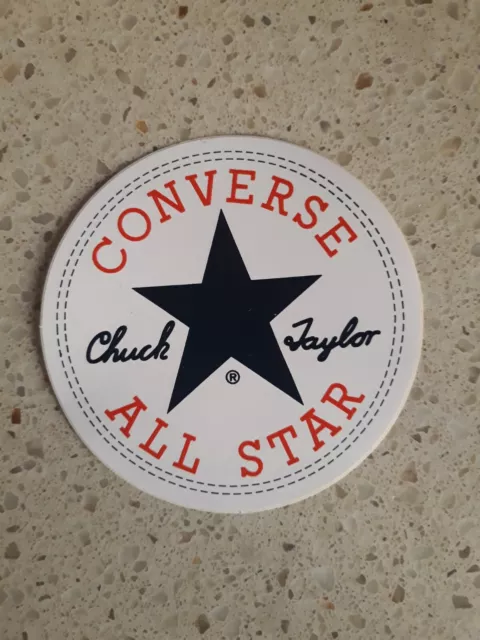 CONVERSE
Chuck Taylor
®
ALL STAR